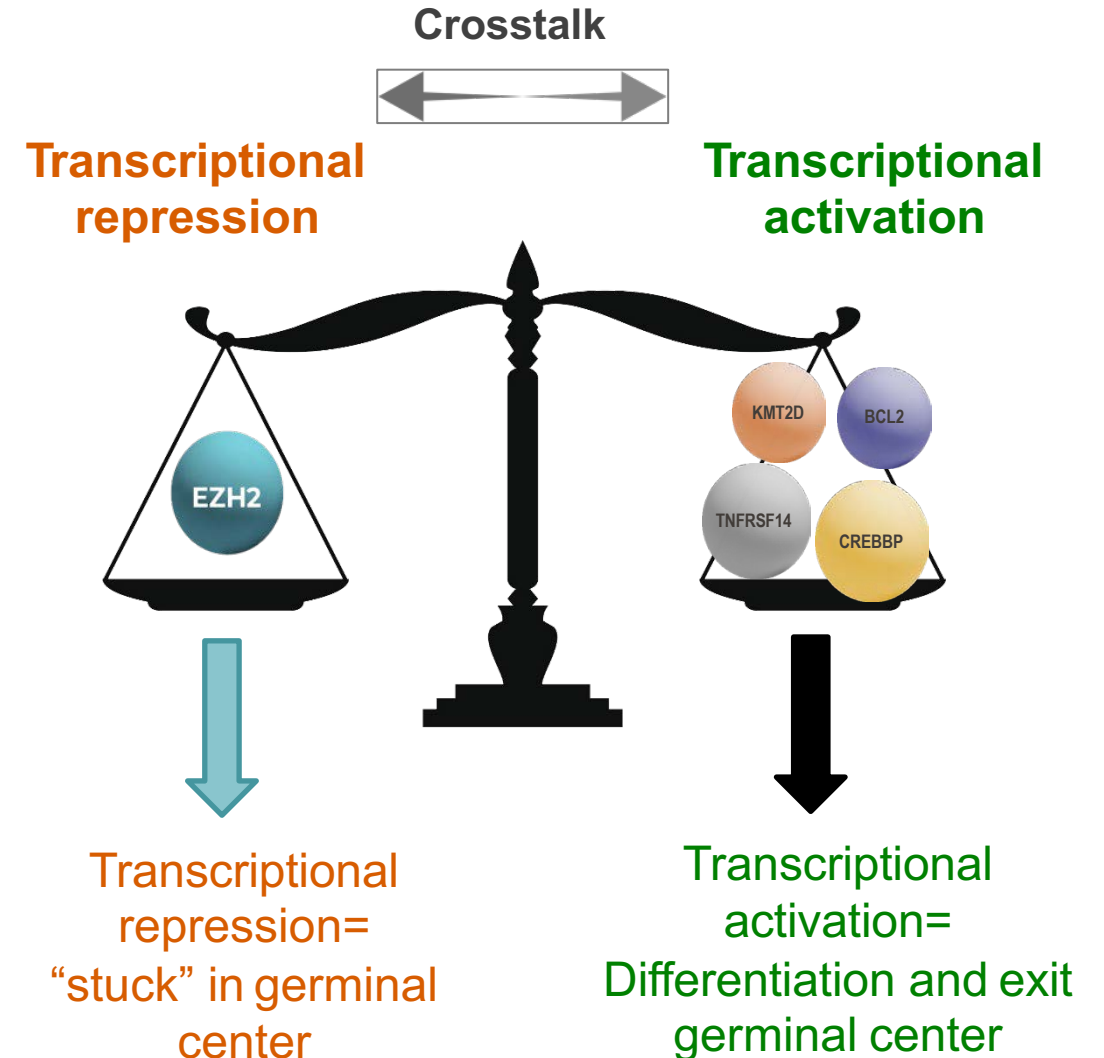 Crosstalk
Transcriptional
repression
Transcriptional
activation
EZH2
KMT2D
BCL2
TNFRSF14
CREBBP
Transcriptional
repression=
“stuck” in germinal
center
Transcriptional
activation=
Differentiation and exit
germinal center